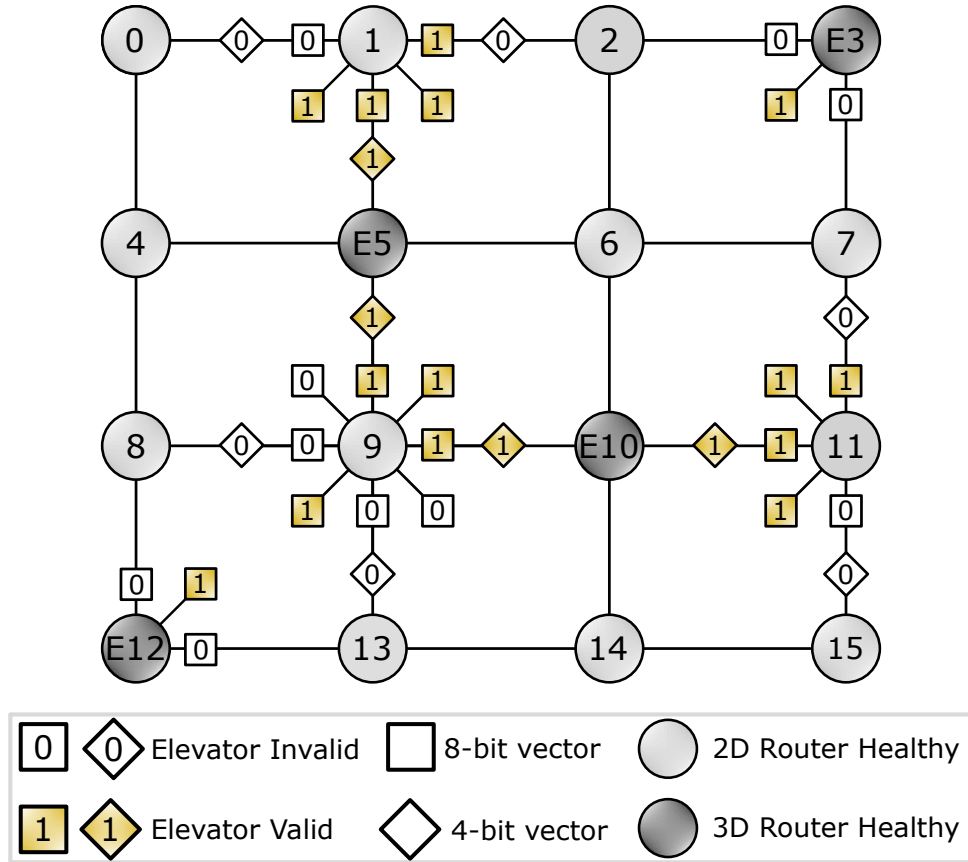 0 0 0 1 1 0 2 0 E3
1 1 1 1 0
1
4 E5 6 7
1 0
0 1 1 1 1
8 0 0 9 1 1 E10 1 1 11
1 0 0 1 0
0 1 0 0
E12 0 13 14 15
0 0 Elevator Invalid 8-bit vector 2D Router Healthy
1 1 Elevator Valid 4-bit vector 3D Router Healthy